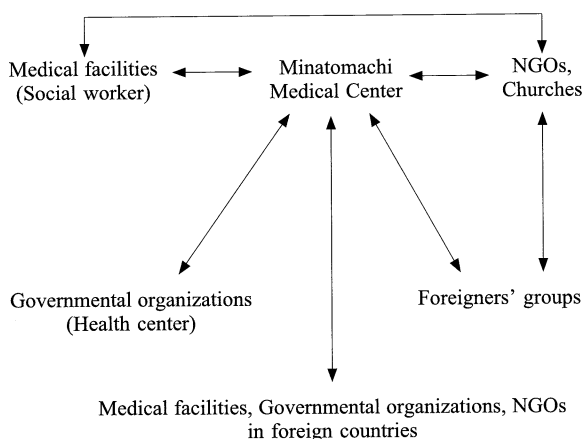 Medical facilities
(Social worker)
Minatomachi
Medical Center
NGOs,
Churches
Governmental organizations
(Health center)
Foreigners' groups
Medical facilities, Governmental organizations, NGOs
in foreign countries